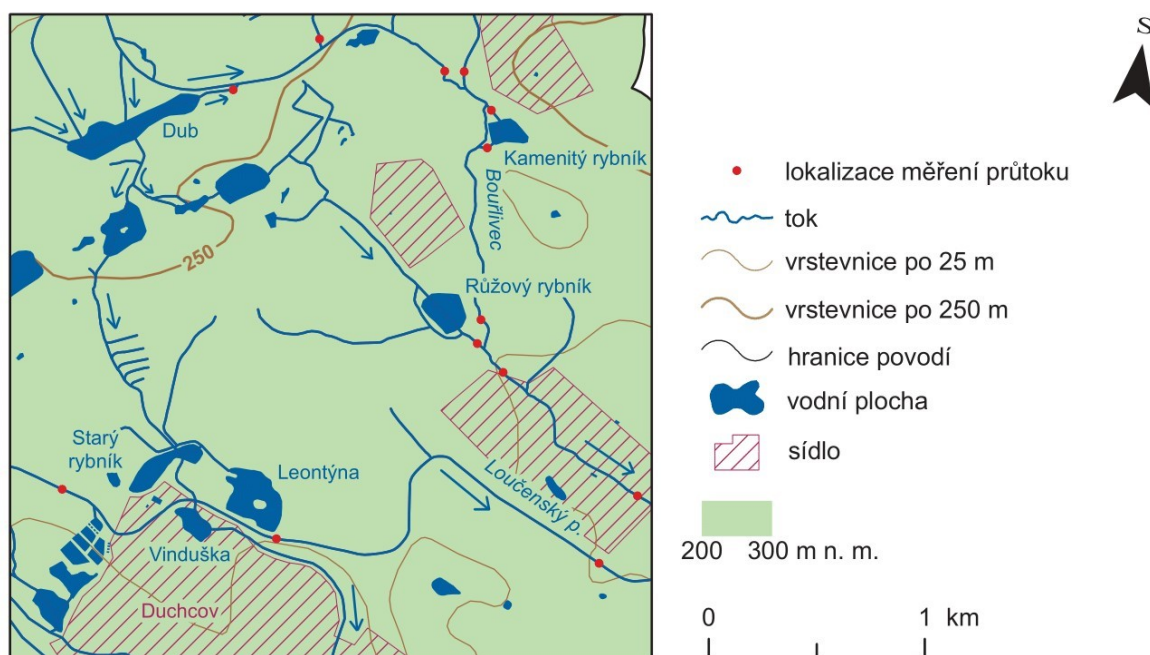 Dub
Kamenitý rybník
Bouřlivec
250
Růžový rybník
Starý
rybník
Leontýna
Loučenský p.
Vinduška
Duchcov
S
lokalizace měření průtoku
tok
vrstevnice po 25 m
vrstevnice po 250 m
hranice povodí
vodní plocha
sídlo
200 300 m n. m.
0 1 km